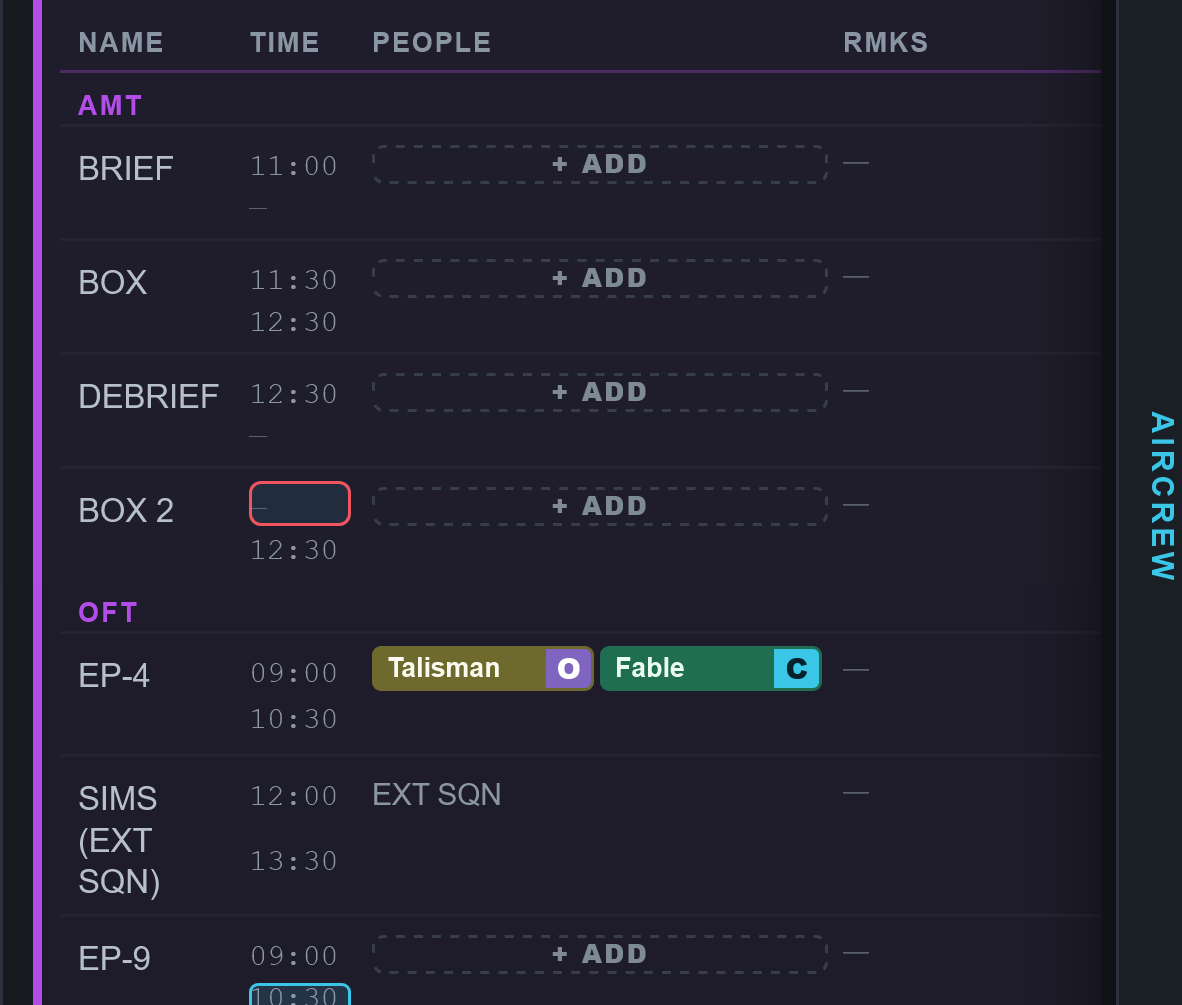 NAME TIME PEOPLE RMKS
AMT
BRIEF 11:00 + ADD —
—
BOX 11:30 + ADD —
12:30
DEBRIEF 12:30 + ADD —
—
BOX 2 — + ADD —
12:30
OFT
EP-4 09:00 Talisman O Fable C —
10:30
SIMS 12:00 EXT SQN —
(EXT
13:30
SQN)
EP-9 09:00 + ADD —
10:30
AIRCREW